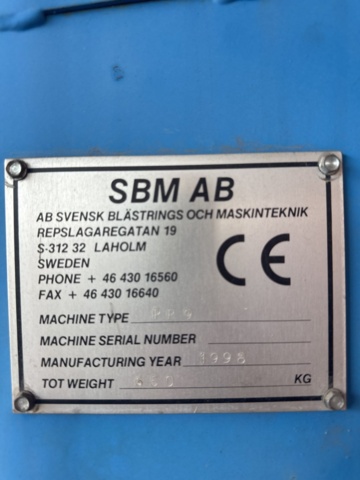 SBM AB
AB SVENSK BLÄSTRINGS OCH MASKINTEKNIK
REPSLAGAREGATAN 19
S-312 32 LAHOLM
SWEDEN
PHONE + 46 430 16560
FAX + 46 430 16640
CE
MACHINE TYPE
MACHINE SERIAL NUMBER
MANUFACTURING YEAR 1998
TOT WEIGHT KG